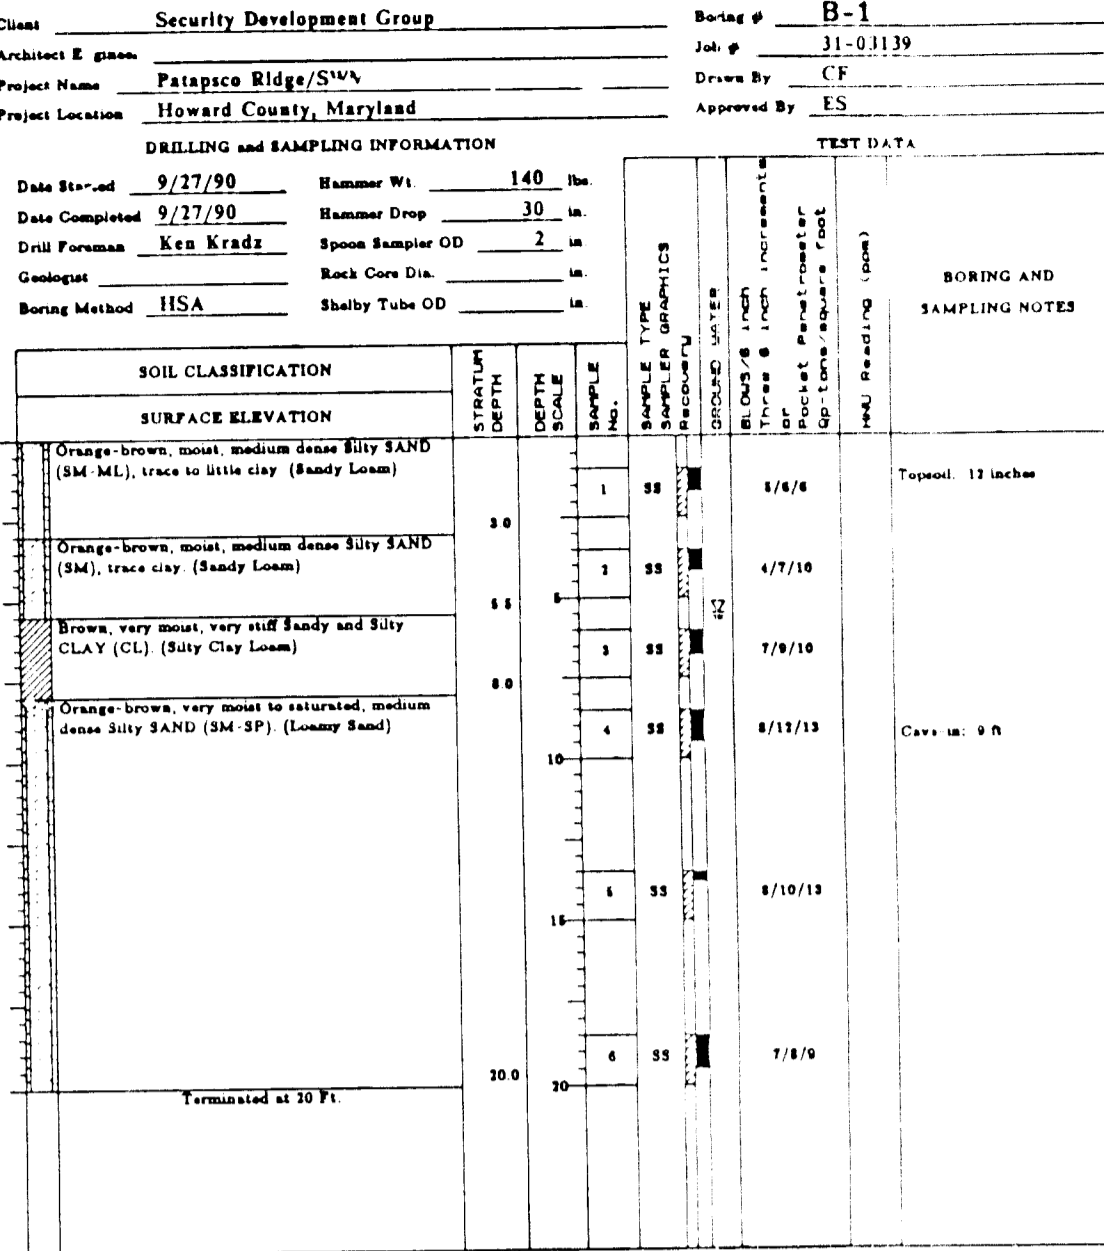 Client Security Development Group Boring # B-1
Architect Job # 31-03139
Project Name Patapsco Ridge/ Drawn By CF
Project Location Howard County, Maryland Approved By ES
DRILLING and SAMPLING INFORMATION
Date 9/27/90 Hammer Wt. 140 lbs.
Date Completed 9/27/90 Hammer Drop 30 in.
Drill Foreman Ken Kradz Spoon Sampler OD 2 in
Geologist Rock Core Dia. in.
Boring Method HSA Shelby Tube OD in.
TEST DATA
SOIL CLASSIFICATION
SURFACE ELEVATION
STRATUM
DEPTH
DEPTH
SCALE
SAMPLE
No.
SAMPLE TYPE
SAMPLER GRAPHICS
Recovery
GROUND WATER
BLOWS/6 inch
Three 6 inch increments
or
Pocket Penetrometer
Qp-tons/square foot
HNU Reading (ppm)
BORING AND
SAMPLING NOTES
Orange-brown, moist, medium dense Silty SAND
(SM-ML), trace to little clay (Sandy Loam)
3.0
1 SS
Topsoil. 12 inches
Orange-brown, moist, medium dense Silty SAND
(SM), trace clay. (Sandy Loam)
5.5
5
2 SS 4/7/10
Brown, very moist, very stiff Sandy and Silty
CLAY (CL). (Silty Clay Loam)
8.0
3 SS 7/9/10
Orange-brown, very moist to saturated, medium
dense Silty SAND (SM-SP). (Loamy Sand)
4 SS 8/12/13 Cave-in: 9 ft
10
5 SS 8/10/13
15
6 SS 7/8/9
20.0 20
Terminated at 20 Ft.